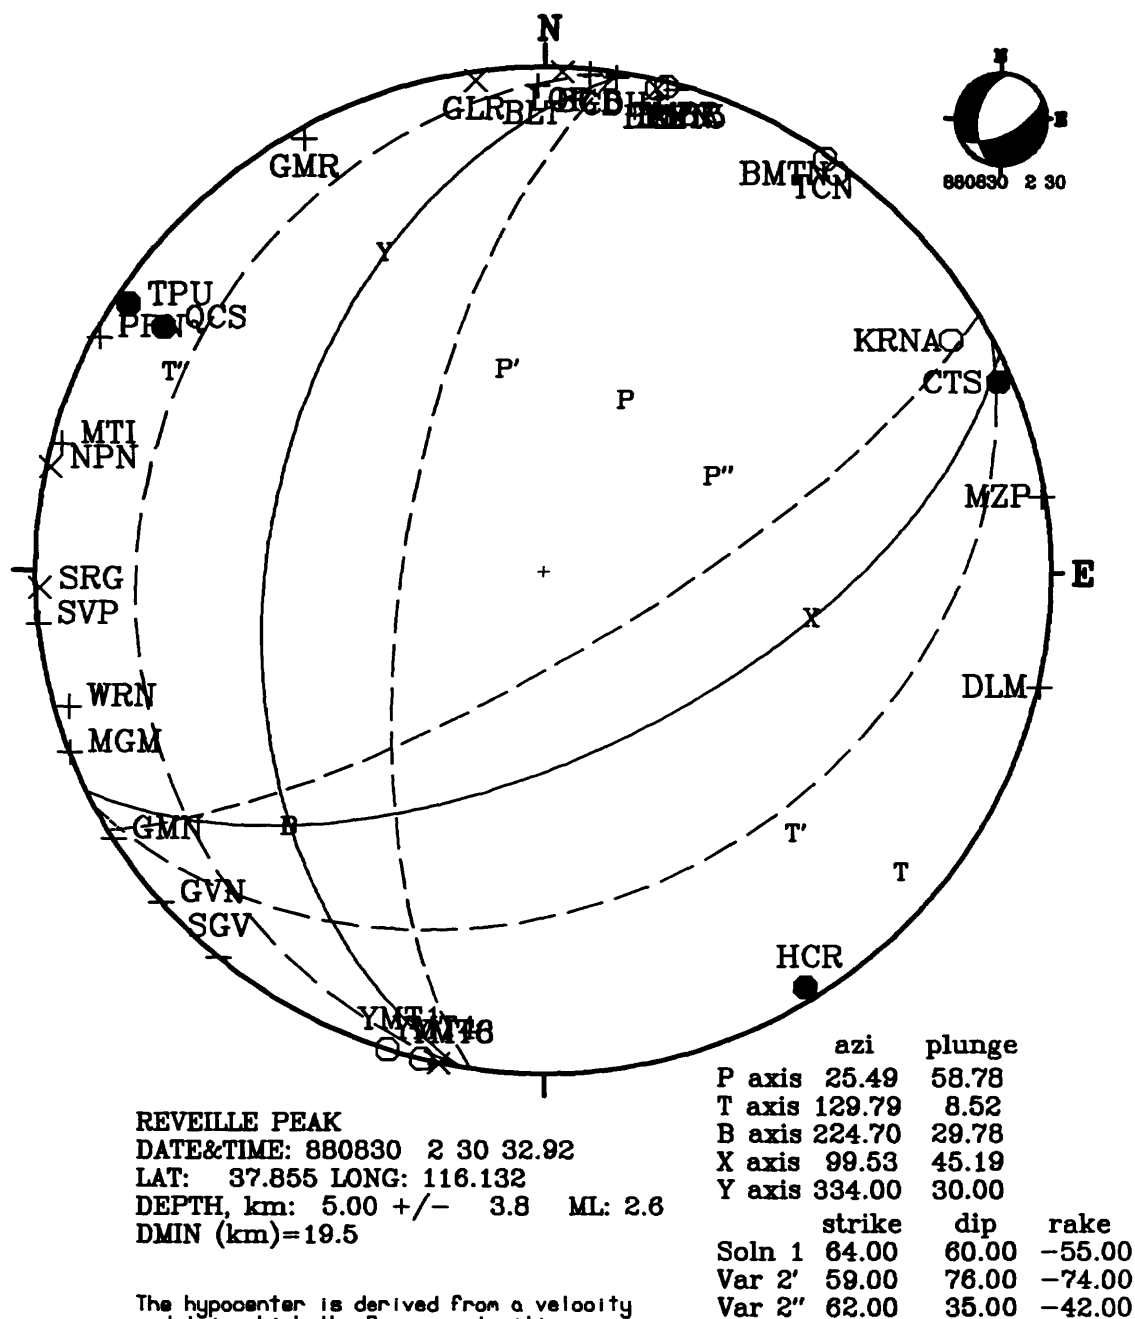 N
N
E
880830 2 30
GLR
GMR
BMTN
TCN
TPU
QCS
T''
KRNA
CTS
Y
P'
P
P''
MTI
NPN
MZP
E
SRG
SVP
X
WRN
DLM
MGM
GMN
B
T'
T
GVN
SGV
HCR
azi plunge
P axis 25.49 58.78
T axis 129.79 8.52
B axis 224.70 29.78
X axis 99.53 45.19
Y axis 334.00 30.00
strike dip rake
Soln 1 64.00 60.00 −55.00
Var 2' 59.00 76.00 −74.00
Var 2'' 62.00 35.00 −42.00
REVEILLE PEAK
DATE&TIME: 880830 2 30 32.92
LAT: 37.855 LONG: 116.132
DEPTH, km: 5.00 +/− 3.8 ML: 2.6
DMIN (km)=19.5
The hypocenter is derived from a velocity